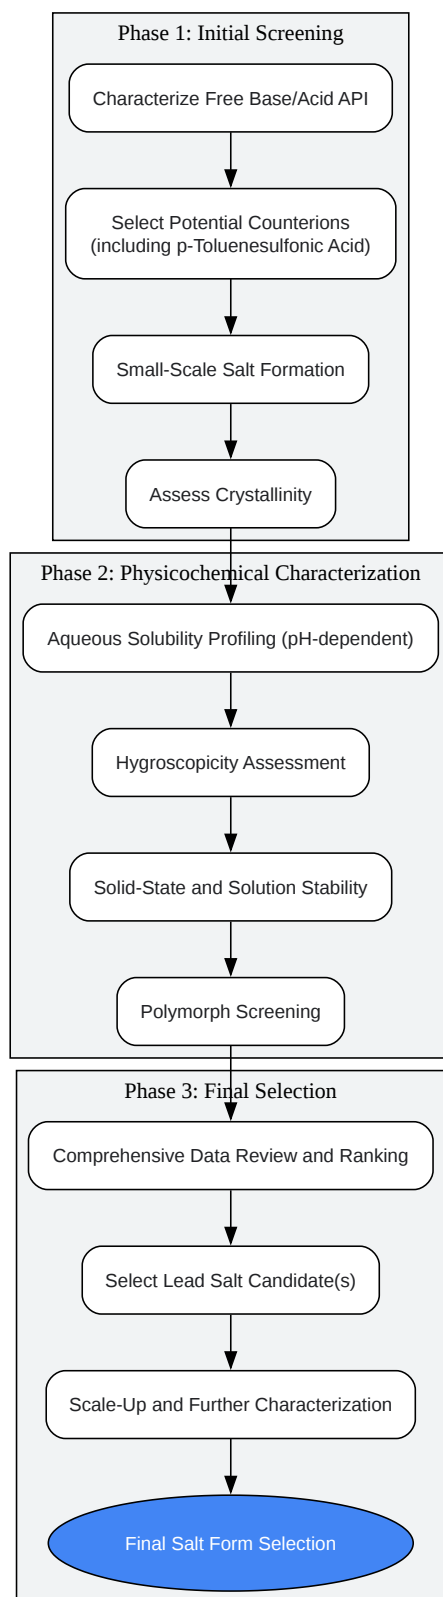 Phase 1: Initial Screening
Characterize Free Base/Acid API
Select Potential Counterions
(including p-Toluenesulfonic Acid)
Small-Scale Salt Formation
Assess Crystallinity
Phase 2: Physicochemical Characterization
Aqueous Solubility Profiling (pH-dependent)
Hygroscopicity Assessment
Solid-State and Solution Stability
Polymorph Screening
Phase 3: Final Selection
Comprehensive Data Review and Ranking
Select Lead Salt Candidate(s)
Scale-Up and Further Characterization
Final Salt Form Selection